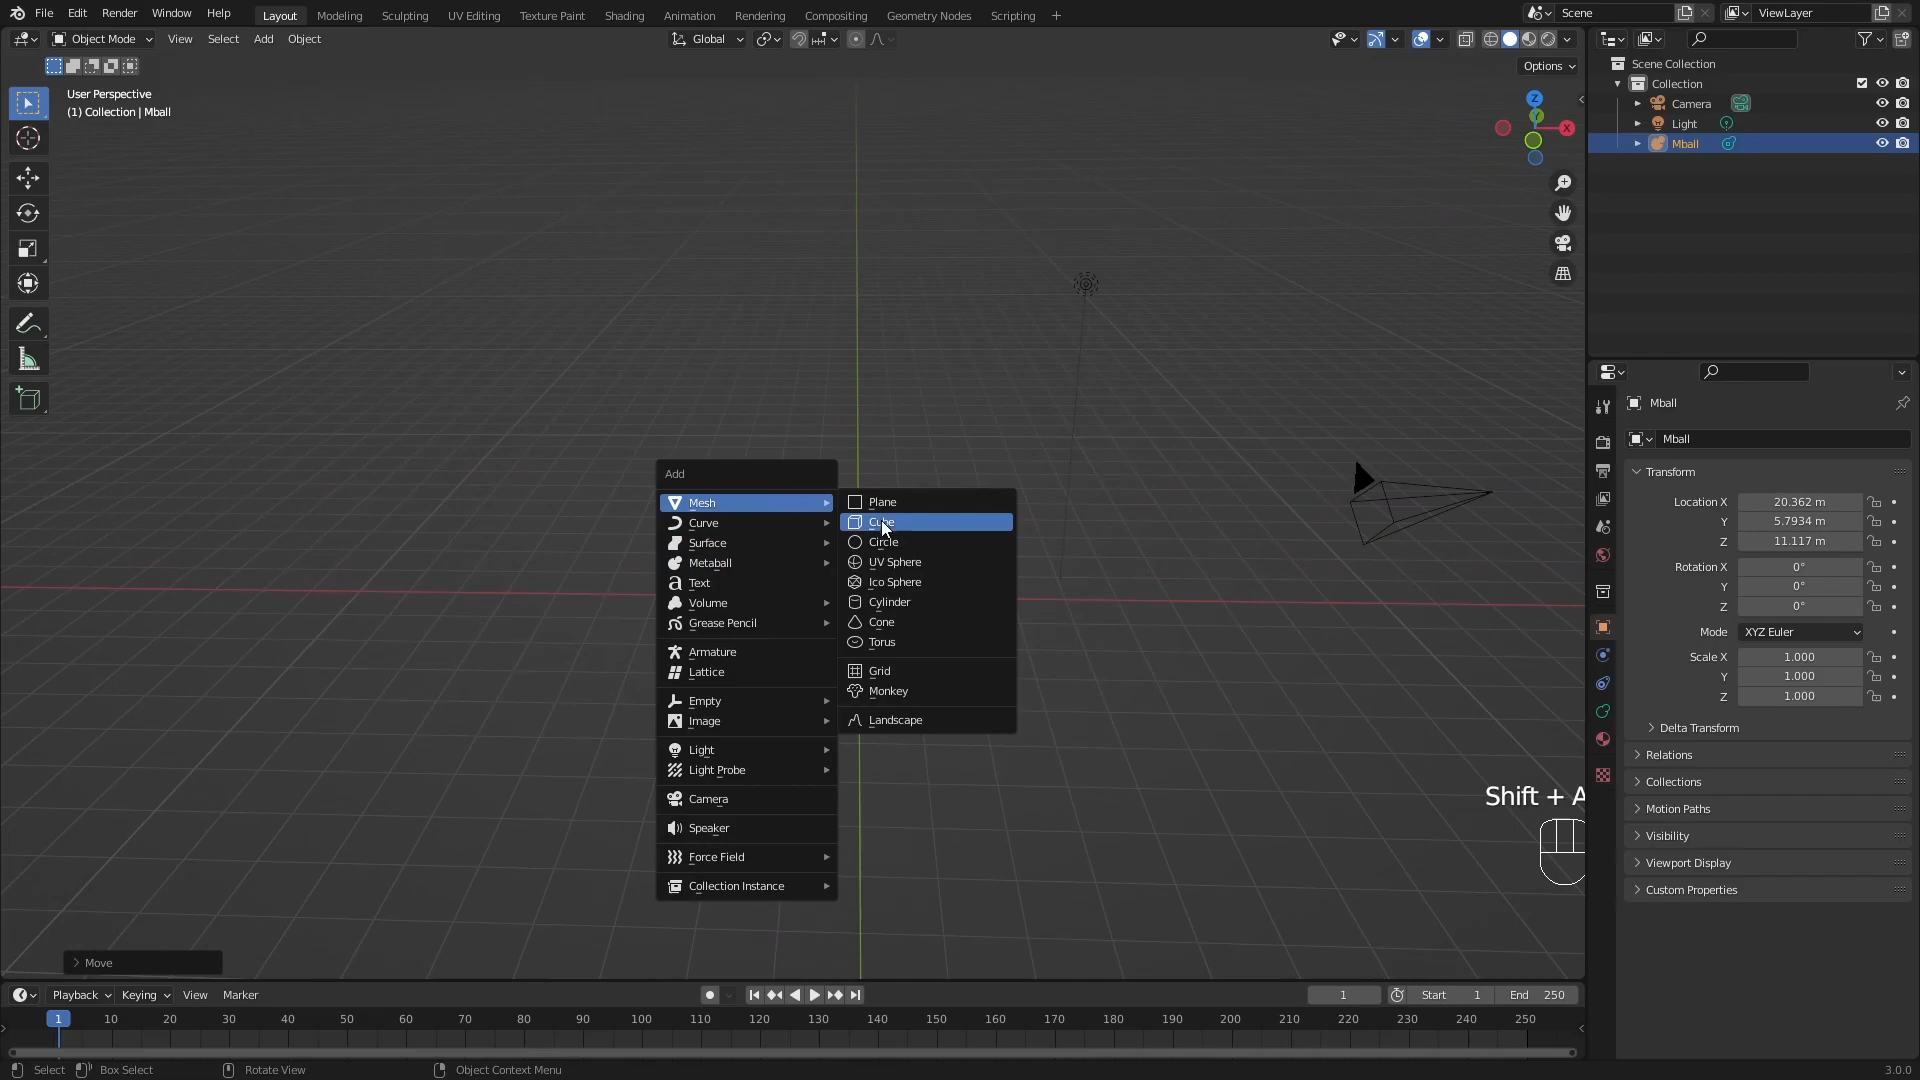 File Edit Render Window Help Layout Modeling Sculpting UV Editing Texture Paint Shading Animation Rendering Compositing Geometry Nodes Scripting + Scene ViewLayer
Object Mode View Select Add Object Global
Options
User Perspective
(1) Collection | Mball
Z
Y
X
Scene Collection
Collection
Camera
Light
Mball
Mball
Mball
Transform
Location X 20.362 m
Y 5.7934 m
Z 11.117 m
Rotation X 0°
Y 0°
Z 0°
Mode XYZ Euler
Scale X 1.000
Y 1.000
Z 1.000
Delta Transform
Relations
Collections
Motion Paths
Visibility
Viewport Display
Custom Properties
Add
Mesh
Curve
Surface
Metaball
Text
Volume
Grease Pencil
Armature
Lattice
Empty
Image
Light
Light Probe
Camera
Speaker
Force Field
Collection Instance
Plane
Cube
Circle
UV Sphere
Ico Sphere
Cylinder
Cone
Torus
Grid
Monkey
Landscape
Shift + A
Move
Playback Keying View Marker 1 Start 1 End 250
1 10 20 30 40 50 60 70 80 90 100 110 120 130 140 150 160 170 180 190 200 210 220 230 240 250
Select Box Select Rotate View Object Context Menu 3.0.0